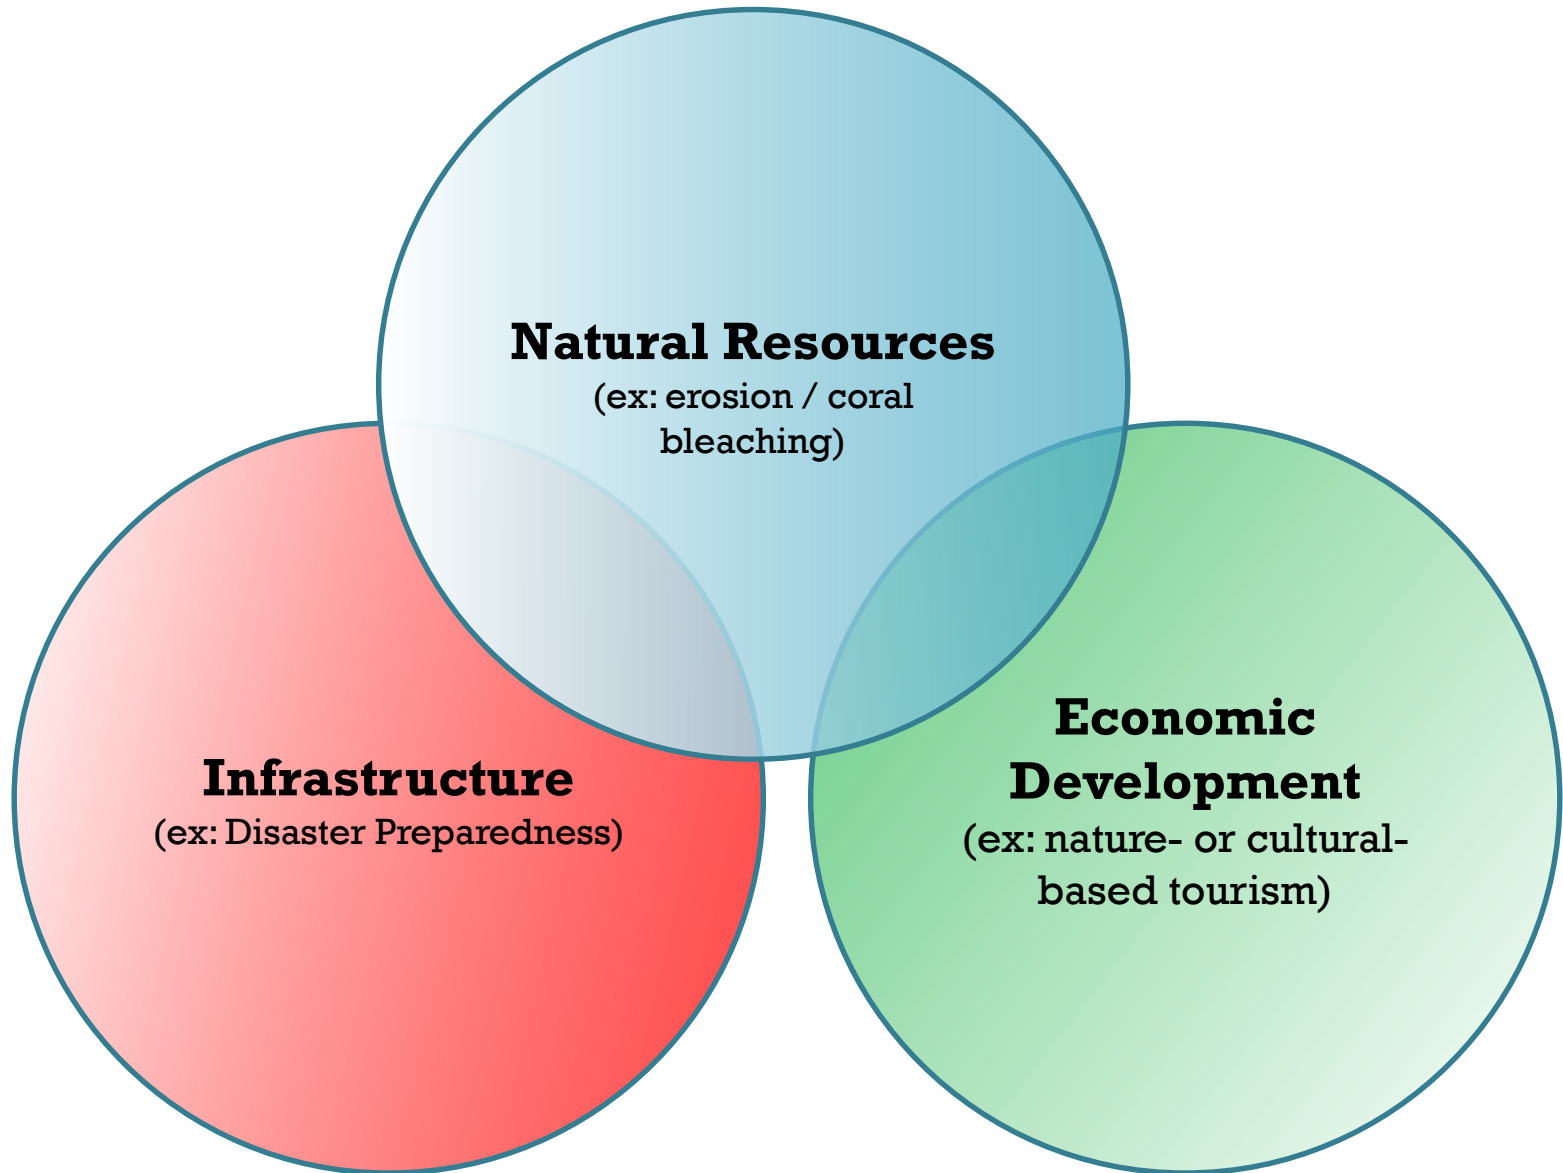 Natural Resources
(ex: erosion / coral
bleaching)
Infrastructure
(ex: Disaster Preparedness)
Economic
Development
(ex: nature- or cultural-
based tourism)